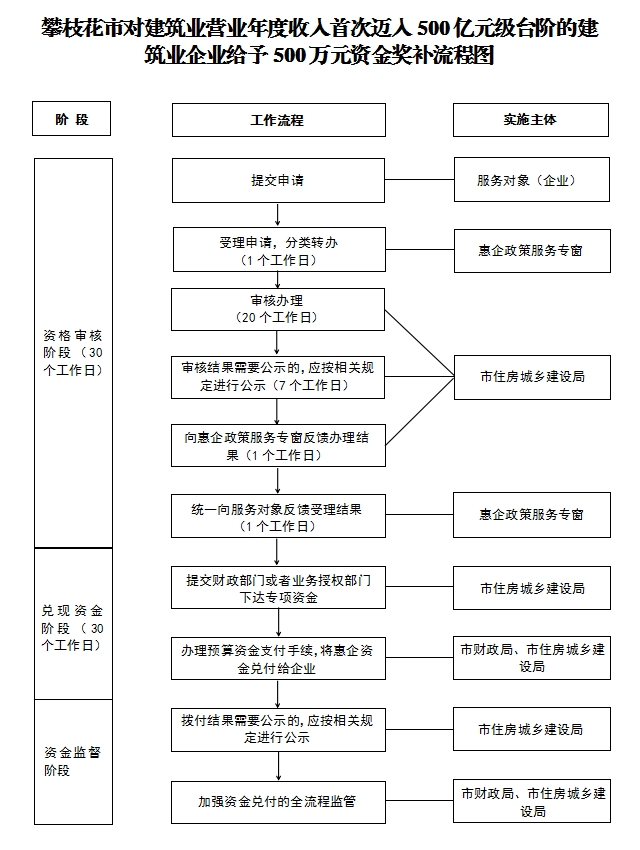 攀枝花市对建筑业营业年度收入首次迈入 500 亿元级台阶的建
筑业企业给予 500 万元资金奖补流程图
阶 段
工作流程
实施主体
资格审核
阶段（30
个工作日）
提交申请
服务对象（企业）
受理申请，分类转办
（1 个工作日）
惠企政策服务专窗
审核办理
（20 个工作日）
审核结果需要公示的,应按相关规
定进行公示（7 个工作日）
市住房城乡建设局
向惠企政策服务专窗反馈办理结
果（1 个工作日）
统一向服务对象反馈受理结果
（1 个工作日）
惠企政策服务专窗
兑现资金
阶段（ 30
个工作日）
提交财政部门或者业务授权部门
下达专项资金
市住房城乡建设局
办理预算资金支付手续,将惠企资
金兑付给企业
市财政局、市住房城乡建
设局
资金监督
阶段
拨付结果需要公示的,应按相关规
定进行公示
市住房城乡建设局
加强资金兑付的全流程监管
市财政局、市住房城乡建
设局